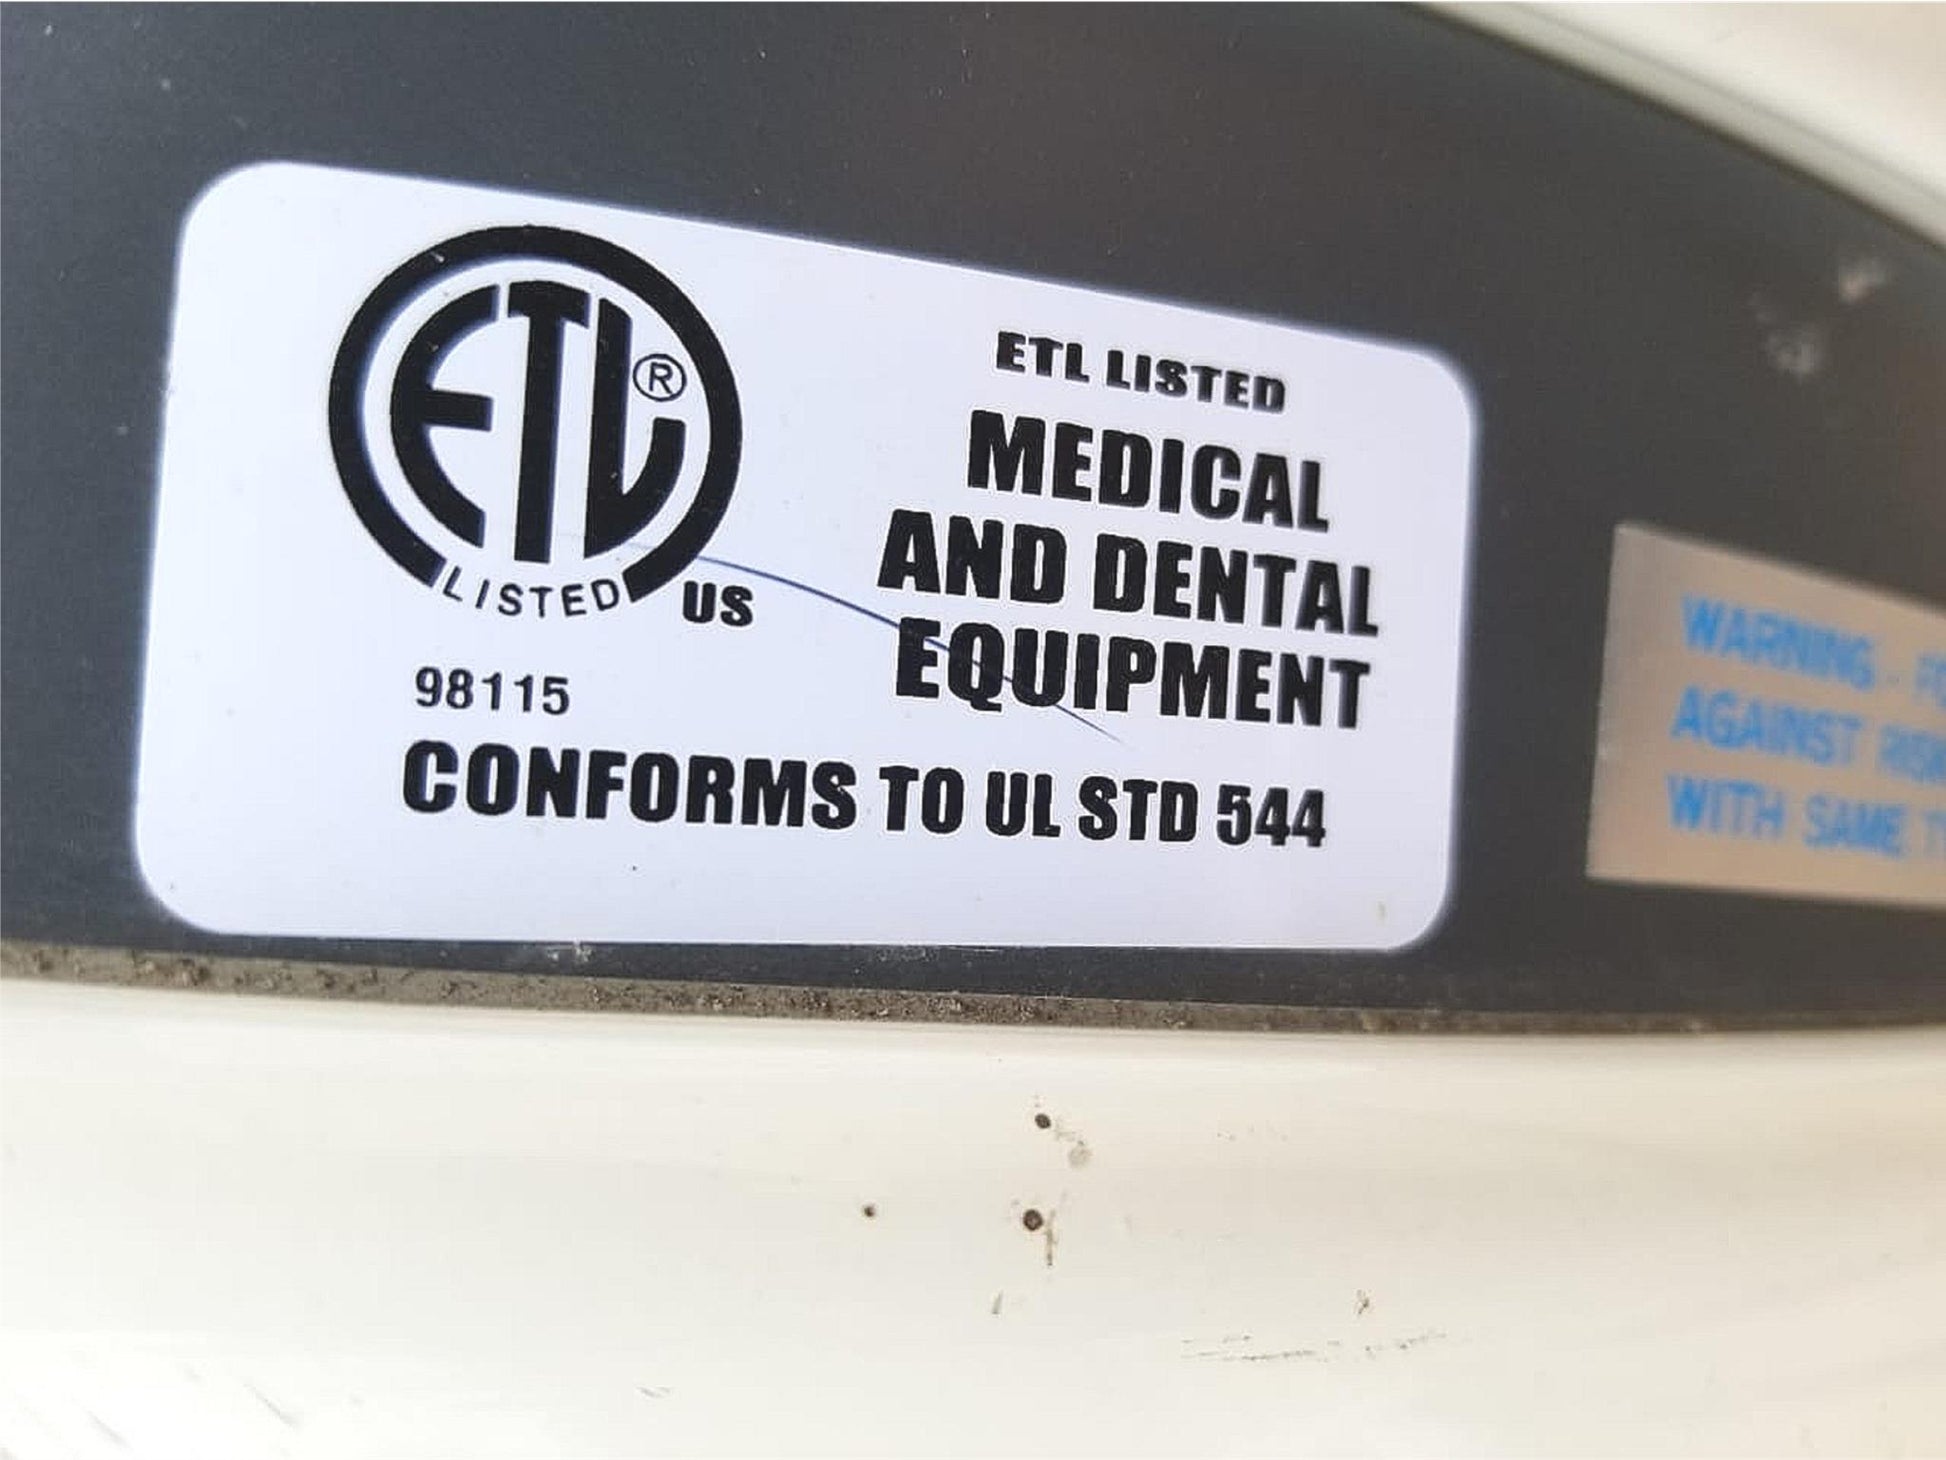 ETL®
LISTED
US
98115
ETL LISTED
MEDICAL
AND DENTAL
EQUIPMENT
CONFORMS TO UL STD 544
WARNING - 
AGAINST RISK
WITH SAME